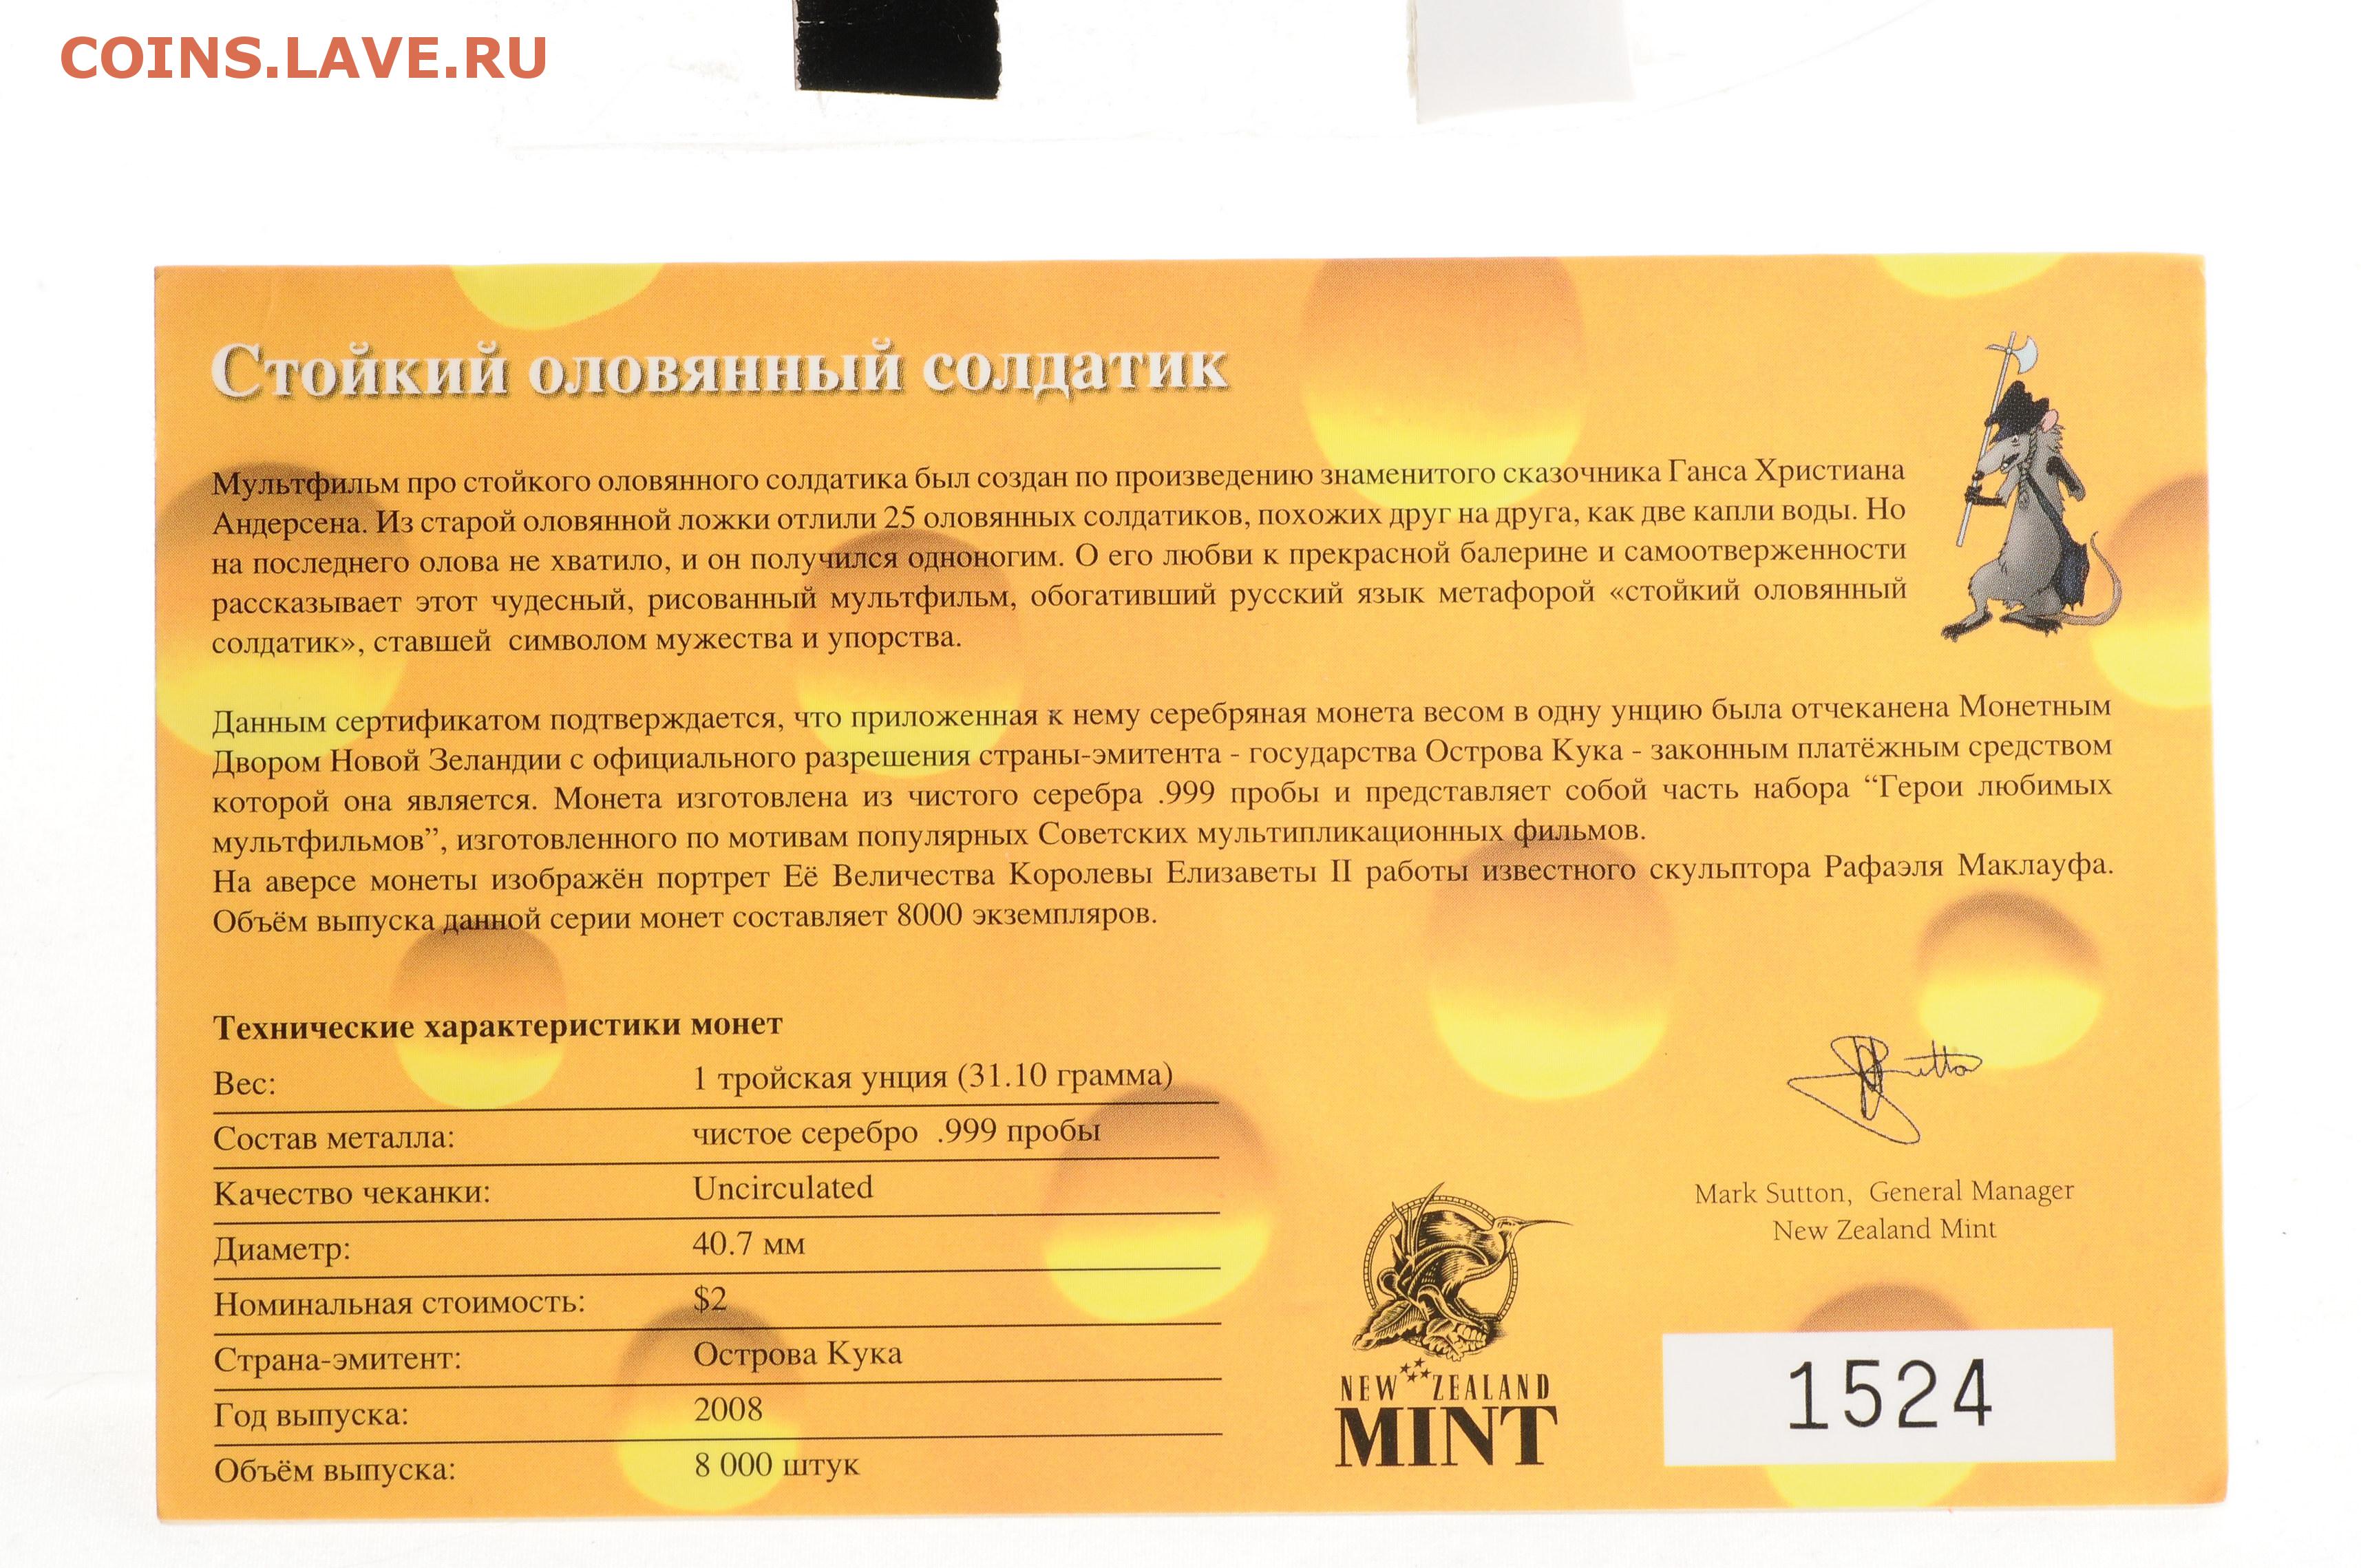 COINS.LAVE.RU
Стойкий оловянный солдатик
Мультфильм про стойкого оловянного солдатика был создан по произведению знаменитого сказочника Ганса Христиана
Андерсена. Из старой оловянной ложки отлили 25 оловянных солдатиков, похожих друг на друга, как две капли воды. Но
на последнего олова не хватило, и он получился одноногим. О его любви к прекрасной балерине и самоотверженности
рассказывает этот чудесный, рисованный мультфильм, обогативший русский язык метафорой «стойкий оловянный
солдатик», ставшей символом мужества и упорства.
Данным сертификатом подтверждается, что приложенная к нему серебряная монета весом в одну унцию была отчеканена Монетным
Двором Новой Зеландии с официального разрешения страны-эмитента - государства Острова Кука - законным платёжным средством
которой она является. Монета изготовлена из чистого серебра .999 пробы и представляет собой часть набора “Герои любимых
мультфильмов”, изготовленного по мотивам популярных Советских мультипликационных фильмов.
На аверсе монеты изображён портрет Её Величества Королевы Елизаветы II работы известного скульптора Рафаэля Маклауфа.
Объём выпуска данной серии монет составляет 8000 экземпляров.
Технические характеристики монет
Вес: 1 тройская унция (31.10 грамма)
Состав металла: чистое серебро .999 пробы
Качество чеканки: Uncirculated
Диаметр: 40.7 мм
Номинальная стоимость: $2
Страна-эмитент: Острова Кука
Год выпуска: 2008
Объём выпуска: 8 000 штук
NEW ZEALAND
MINT
Mark Sutton, General Manager
New Zealand Mint
1524